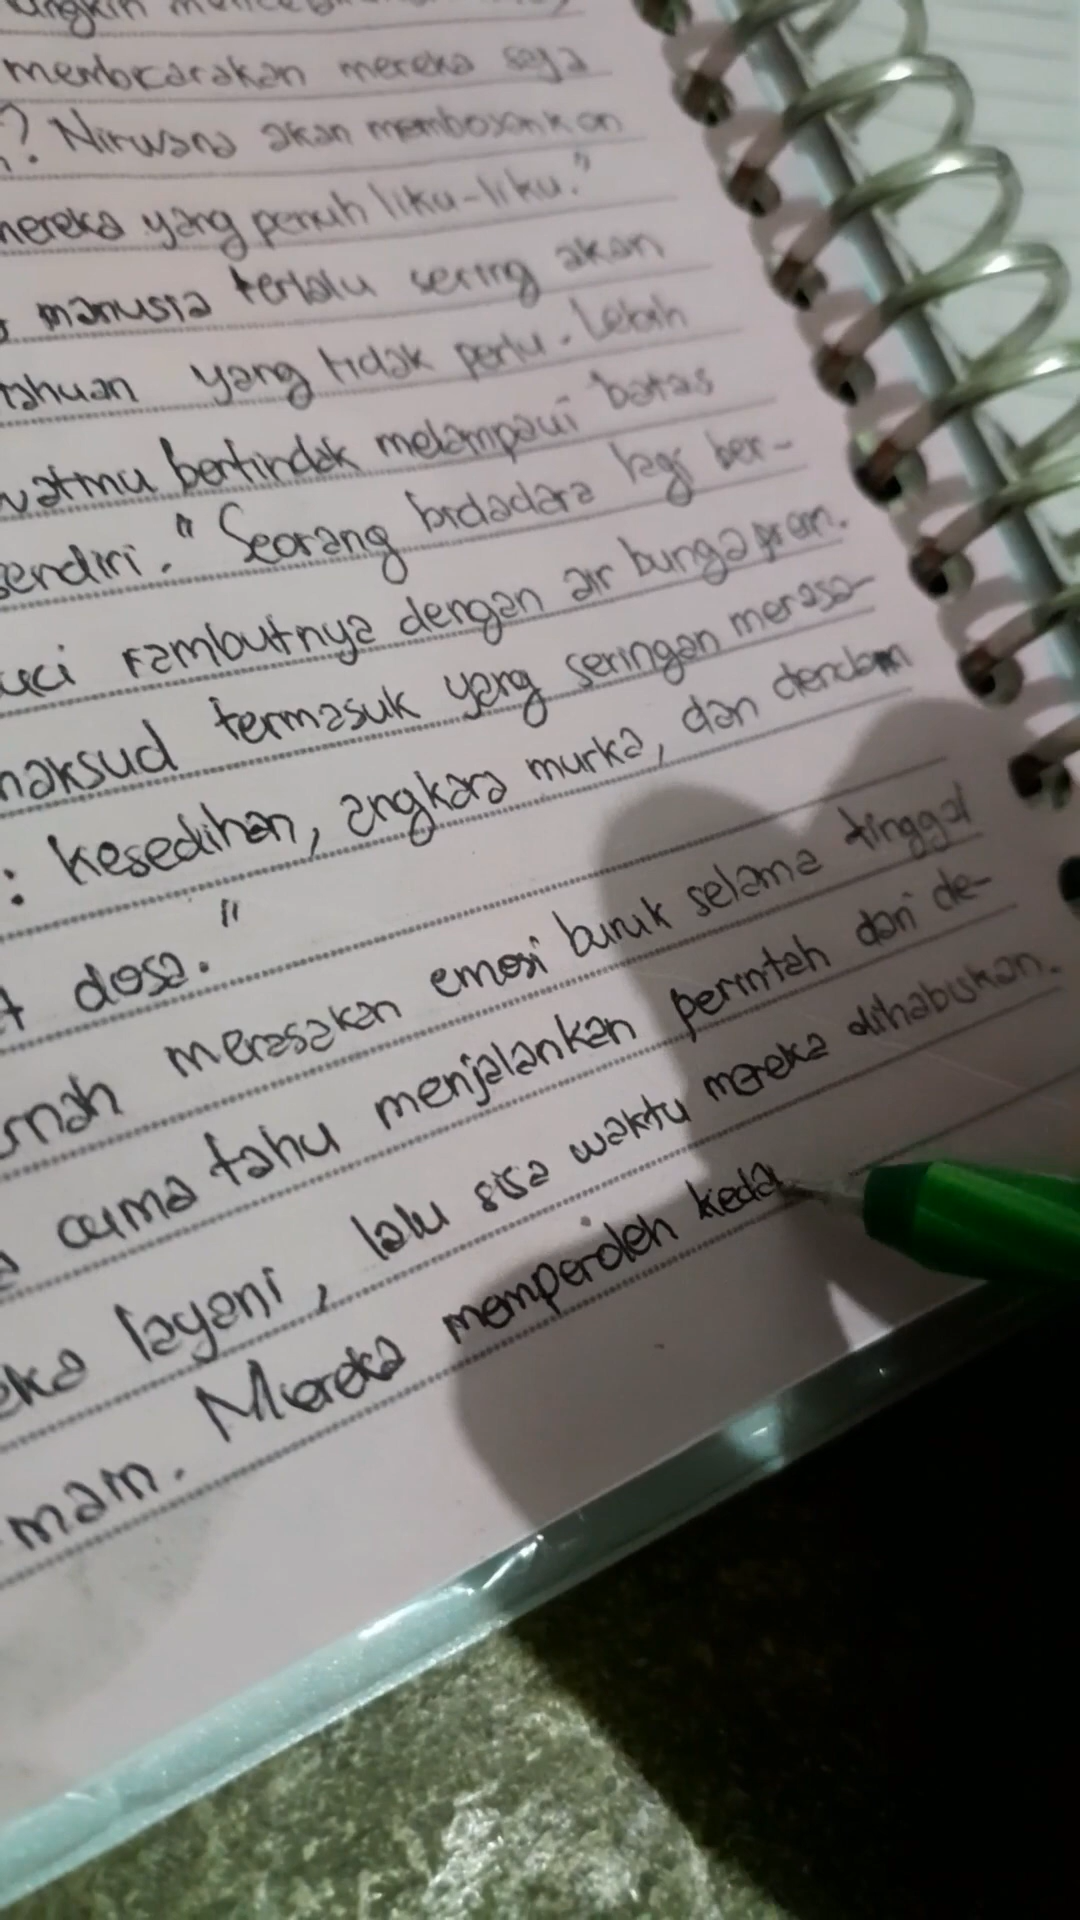 membicarakan mereka saja
? Nirwana akan membosankan
mereka yang penuh liku-liku."
manusia terlalu sering akan
tahuan yang tidak perlu. Lebih
watmu bertindak melampaui batas
sendiri." Seorang bidadara lagi ber-
uci rambutnya dengan air bunga prem.
maksud termasuk yang seringan merasa-
: kesedihan, angkara murka, dan dendam
t dosa."
rnah merasakan emosi buruk selama tinggal
cuma tahu menjalankan perintah dari de-
eka layani, lalu sisa waktu mereka dihabiskan
mam. Mereka memperoleh keda